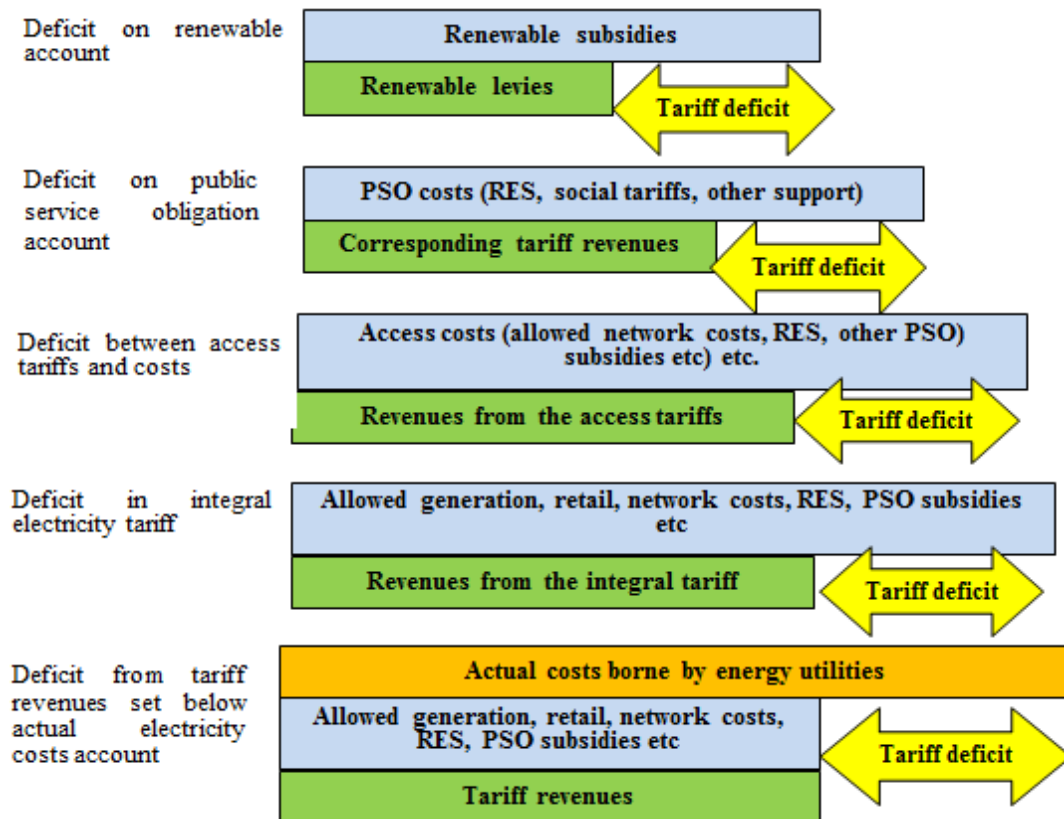 Deficit on renewable
account
Renewable subsidies
Renewable levies
Tariff deficit
Deficit on public
service obligation
account
PSO costs (RES, social tariffs, other support)
Corresponding tariff revenues
Tariff deficit
Deficit between access
tariffs and costs
Access costs (allowed network costs, RES, other PSO)
subsidies etc) etc.
Revenues from the access tariffs
Tariff deficit
Deficit in integral
electricity tariff
Allowed generation, retail, network costs, RES, PSO subsidies
etc
Revenues from the integral tariff
Tariff deficit
Deficit from tariff
revenues set below
actual electricity
costs account
Actual costs borne by energy utilities
Allowed generation, retail, network costs,
RES, PSO subsidies etc
Tariff deficit
Tariff revenues